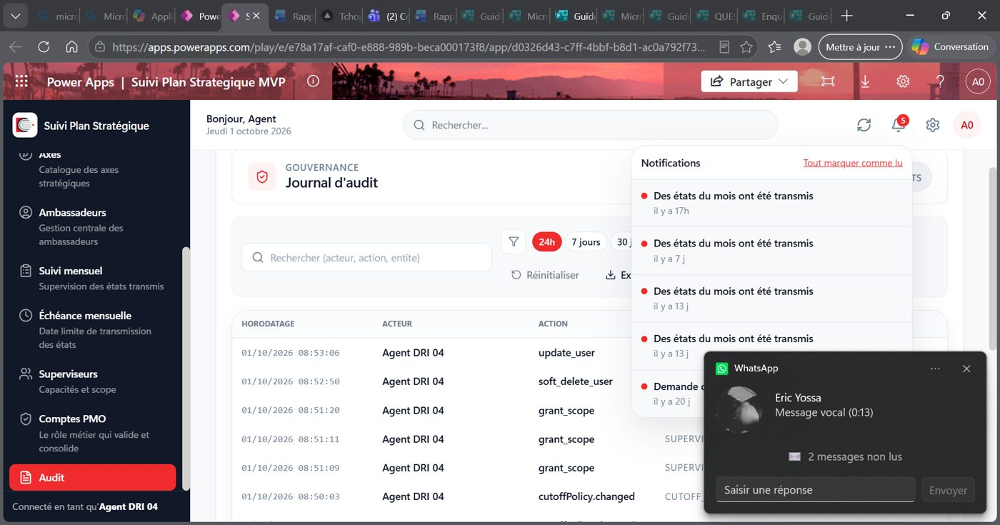 micro
Micro
Appli
Powe
S
Rapp
Tchop
(2) C
Rapp
Guid
Micr
Guid
Micro
Guid
QUES
Enqu
Guid
https://apps.powerapps.com/play/e/e78a17af-caf0-e888-989b-beca000173f8/app/d0326d43-c7ff-4bbf-b8d1-ac0a792f73...
Mettre à jour
Conversation
Power Apps | Suivi Plan Strategique MVP
Partager
A0
Suivi Plan Stratégique
Bonjour, Agent
Jeudi 1 octobre 2026
Rechercher...
5
A0
Axes
Catalogue des axes
stratégiques
Ambassadeurs
Gestion centrale des
ambassadeurs
Suivi mensuel
Supervision des états transmis
Échéance mensuelle
Date limite de transmission
des états
Superviseurs
Capacités et scope
Comptes PMO
Le rôle métier qui valide et
consolide
Audit
Connecté en tant qu'Agent DRI 04
GOUVERNANCE
Journal d'audit
TS
Rechercher (acteur, action, entite)
24h
7 jours
30 j
Réinitialiser
Ex
HORODATAGE ACTEUR ACTION
01/10/2026 08:53:06 Agent DRI 04 update_user
01/10/2026 08:52:50 Agent DRI 04 soft_delete_user
01/10/2026 08:51:20 Agent DRI 04 grant_scope
01/10/2026 08:51:11 Agent DRI 04 grant_scope SUPERVI
01/10/2026 08:51:09 Agent DRI 04 grant_scope SUPERVI
01/10/2026 08:50:03 Agent DRI 04 cutoffPolicy.changed CUTOFF_
Notifications
Tout marquer comme lu
Des états du mois ont été transmis
il y a 17h
Des états du mois ont été transmis
il y a 7 j
Des états du mois ont été transmis
il y a 13 j
Des états du mois ont été transmis
il y a 13 j
Demande
il y a 20 j
WhatsApp
Eric Yossa
Message vocal (0:13)
2 messages non lus
Saisir une réponse
Envoyer